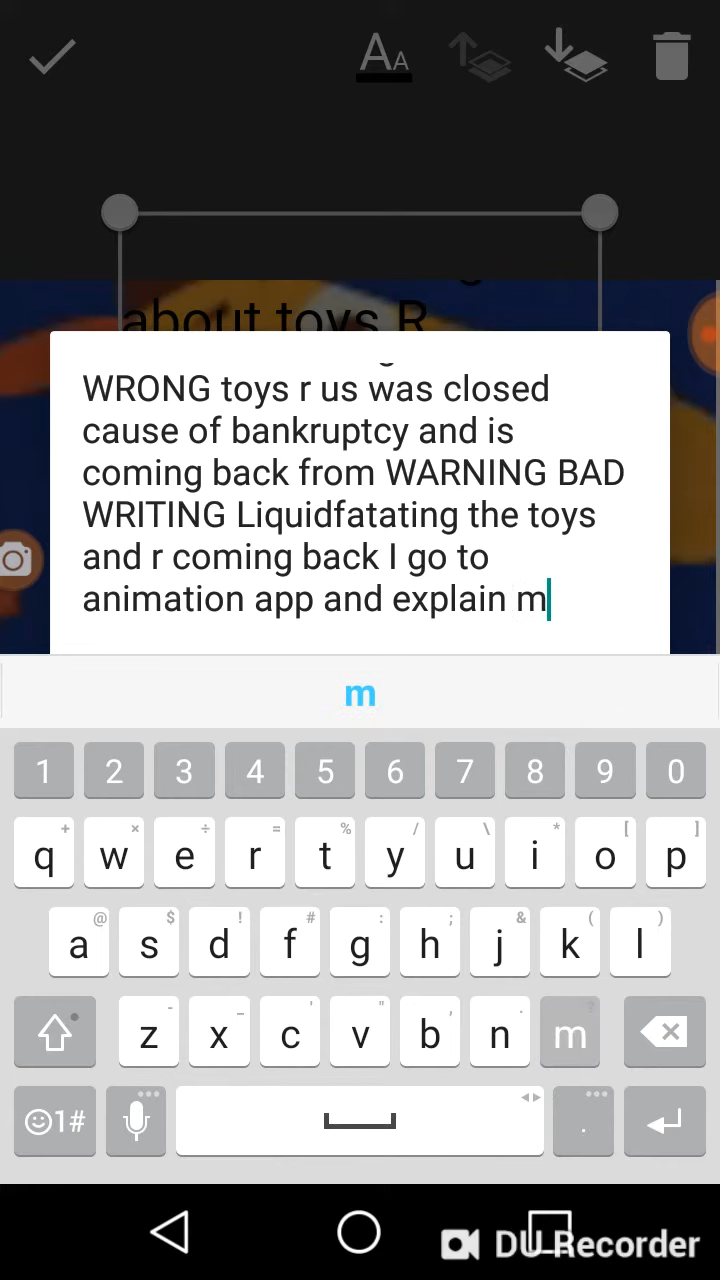 AA
about toys R
WRONG toys r us was closed
cause of bankruptcy and is
coming back from WARNING BAD
WRITING Liquidfatating the toys
and r coming back I go to
animation app and explain m
m
1 2 3 4 5 6 7 8 9 0
+ × ÷ = % / \ * [ ]
q w e r t y u i o p
@ $ ! # : ; & ( )
a s d f g h j k l
- _ ' " , . ?
z x c v b n m
1# .
DU Recorder